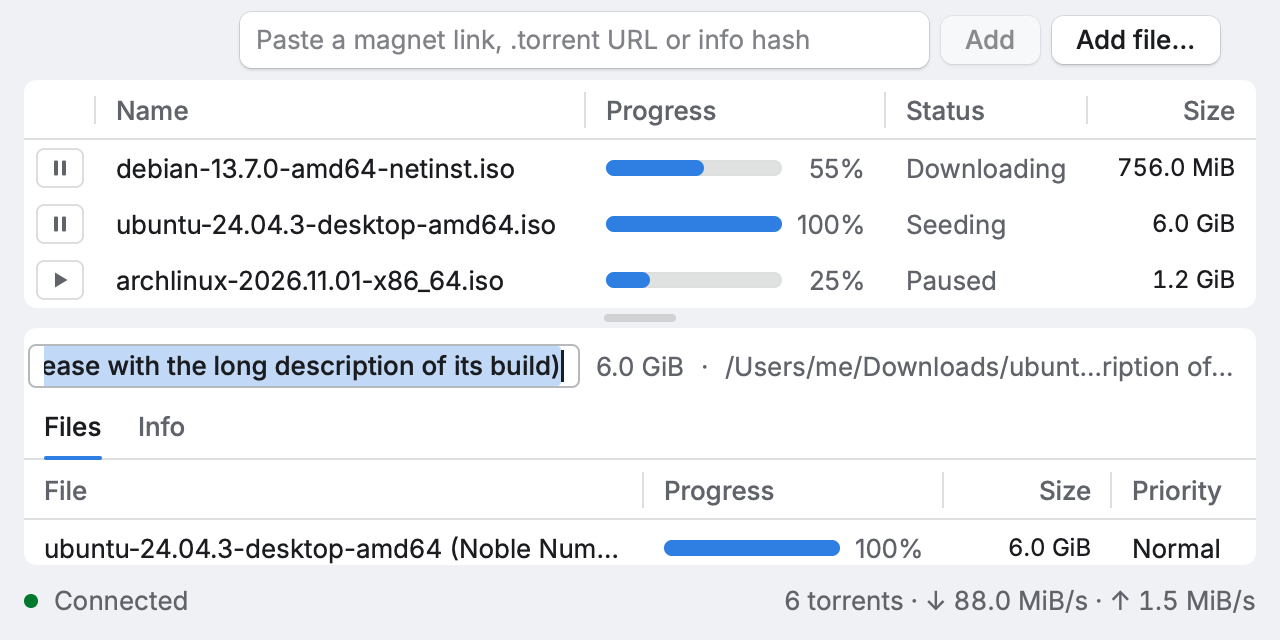 Paste a magnet link, .torrent URL or info hash Add Add file...
Name Progress Status Size
debian-13.7.0-amd64-netinst.iso 55% Downloading 756.0 MiB
ubuntu-24.04.3-desktop-amd64.iso 100% Seeding 6.0 GiB
archlinux-2026.11.01-x86_64.iso 25% Paused 1.2 GiB
ease with the long description of its build) 6.0 GiB · /Users/me/Downloads/ubunt...ription of...
Files Info
File Progress Size Priority
ubuntu-24.04.3-desktop-amd64 (Noble Num... 100% 6.0 GiB Normal
Connected 6 torrents · ↓ 88.0 MiB/s · ↑ 1.5 MiB/s